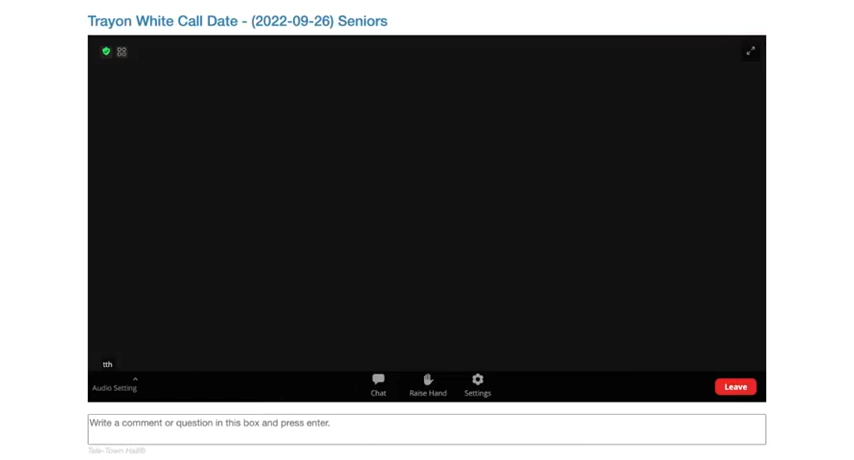 Trayon White Call Date - (2022-09-26) Seniors
tth
Audio Setting
Chat
Raise Hand
Settings
Leave
Write a comment or question in this box and press enter.
Tele-Town Hall®